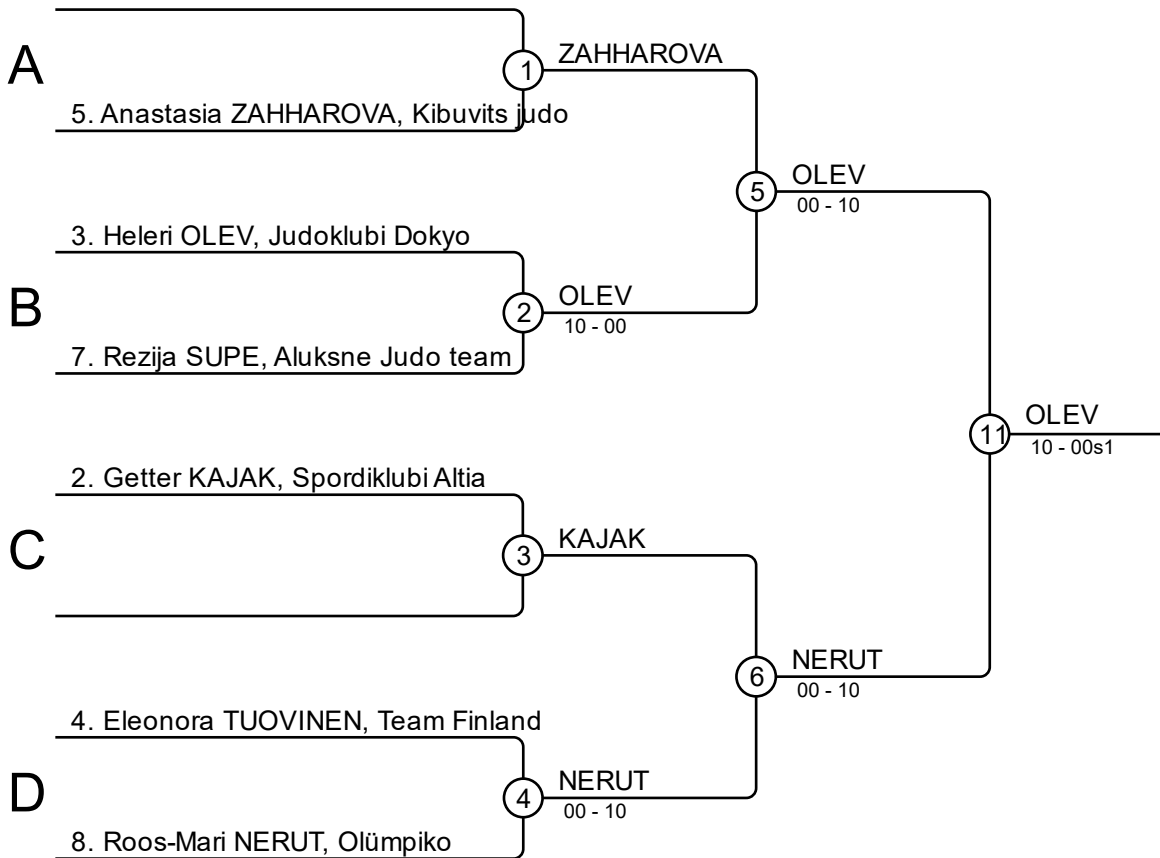 A
1
ZAHHAROVA
5. Anastasia ZAHHAROVA, Kibuvits judo
5
OLEV
00 - 10
3. Heleri OLEV, Judoklubi Dokyo
B
2
OLEV
10 - 00
7. Rezija SUPE, Aluksne Judo team
11
OLEV
10 - 00s1
2. Getter KAJAK, Spordiklubi Altia
C
3
KAJAK
6
NERUT
00 - 10
4. Eleonora TUOVINEN, Team Finland
D
4
NERUT
00 - 10
8. Roos-Mari NERUT, Olümpiko